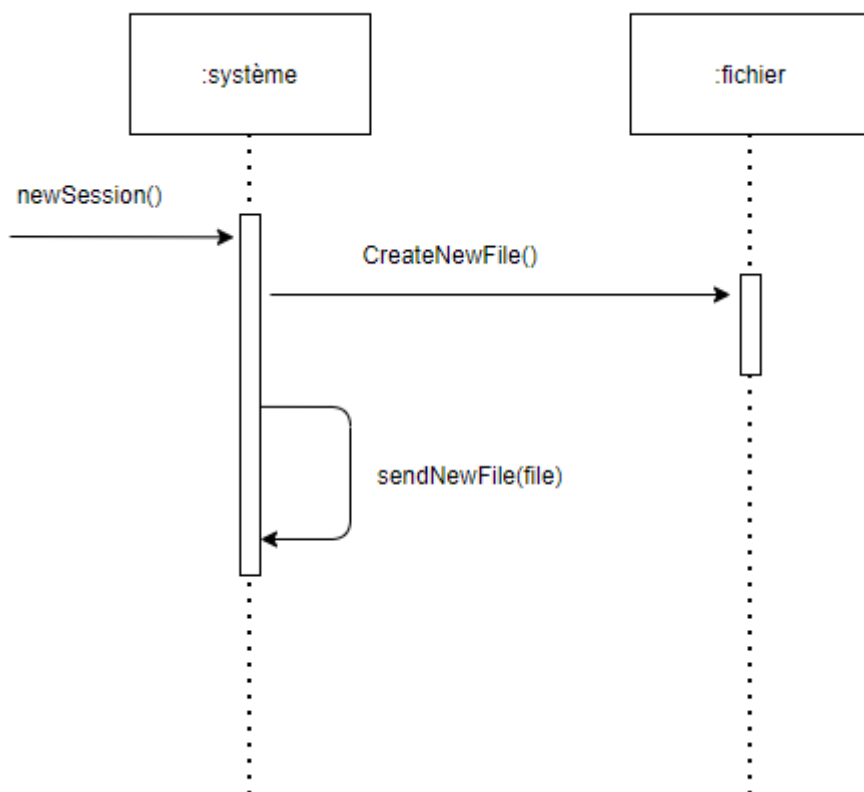 :système
:fichier
newSession()
CreateNewFile()
sendNewFile(file)